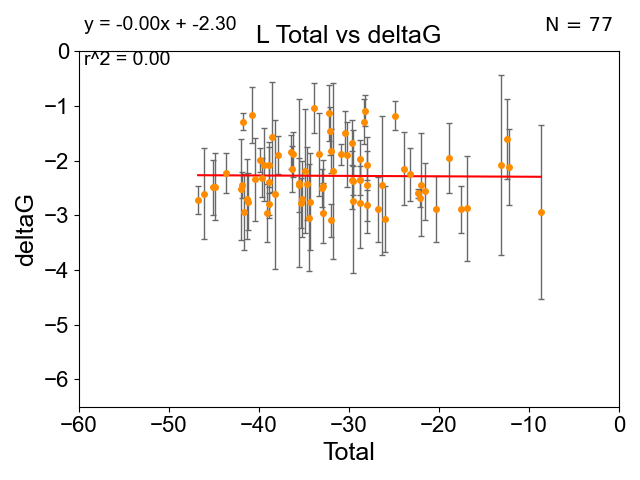 y = -0.00x + -2.30
N = 77
L Total vs deltaG
r^2 = 0.00
0
−1
−2
−3
−4
−5
−6
deltaG
−60
−50
−40
−30
−20
−10
0
Total